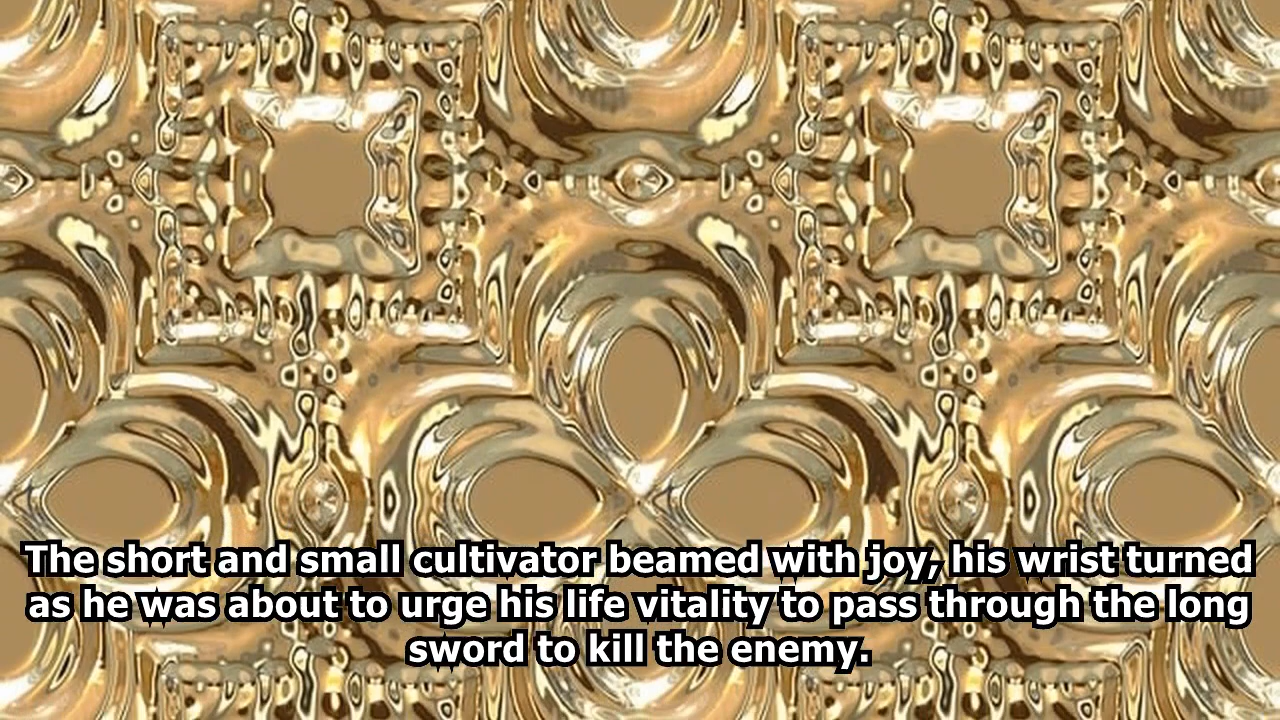 The short and small cultivator beamed with joy, his wrist turned
as he was about to urge his life vitality to pass through the long
sword to kill the enemy.